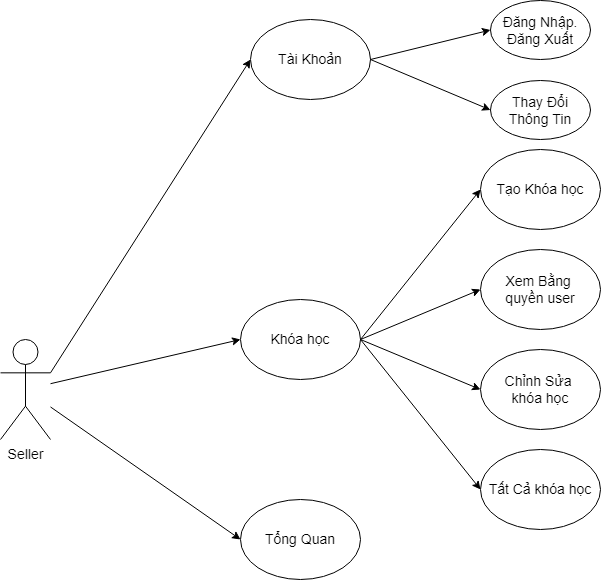 Đăng Nhập.
Đăng Xuất
Tài Khoản
Thay Đổi
Thông Tin
Tạo Khóa học
Xem Bằng
quyền user
Khóa học
Chỉnh Sửa
khóa học
Seller
Tất Cả khóa học
Tổng Quan